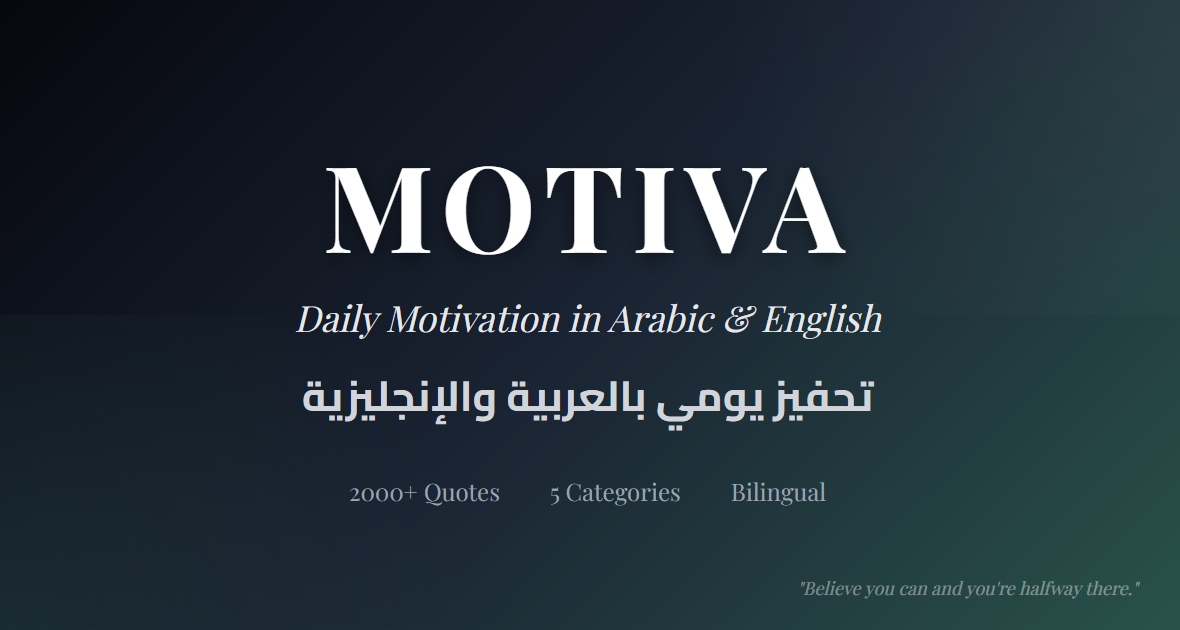 MOTIVA
Daily Motivation in Arabic & English
تحفيز يومي بالعربية والإنجليزية
2000+ Quotes 5 Categories Bilingual
"Believe you can and you're halfway there."